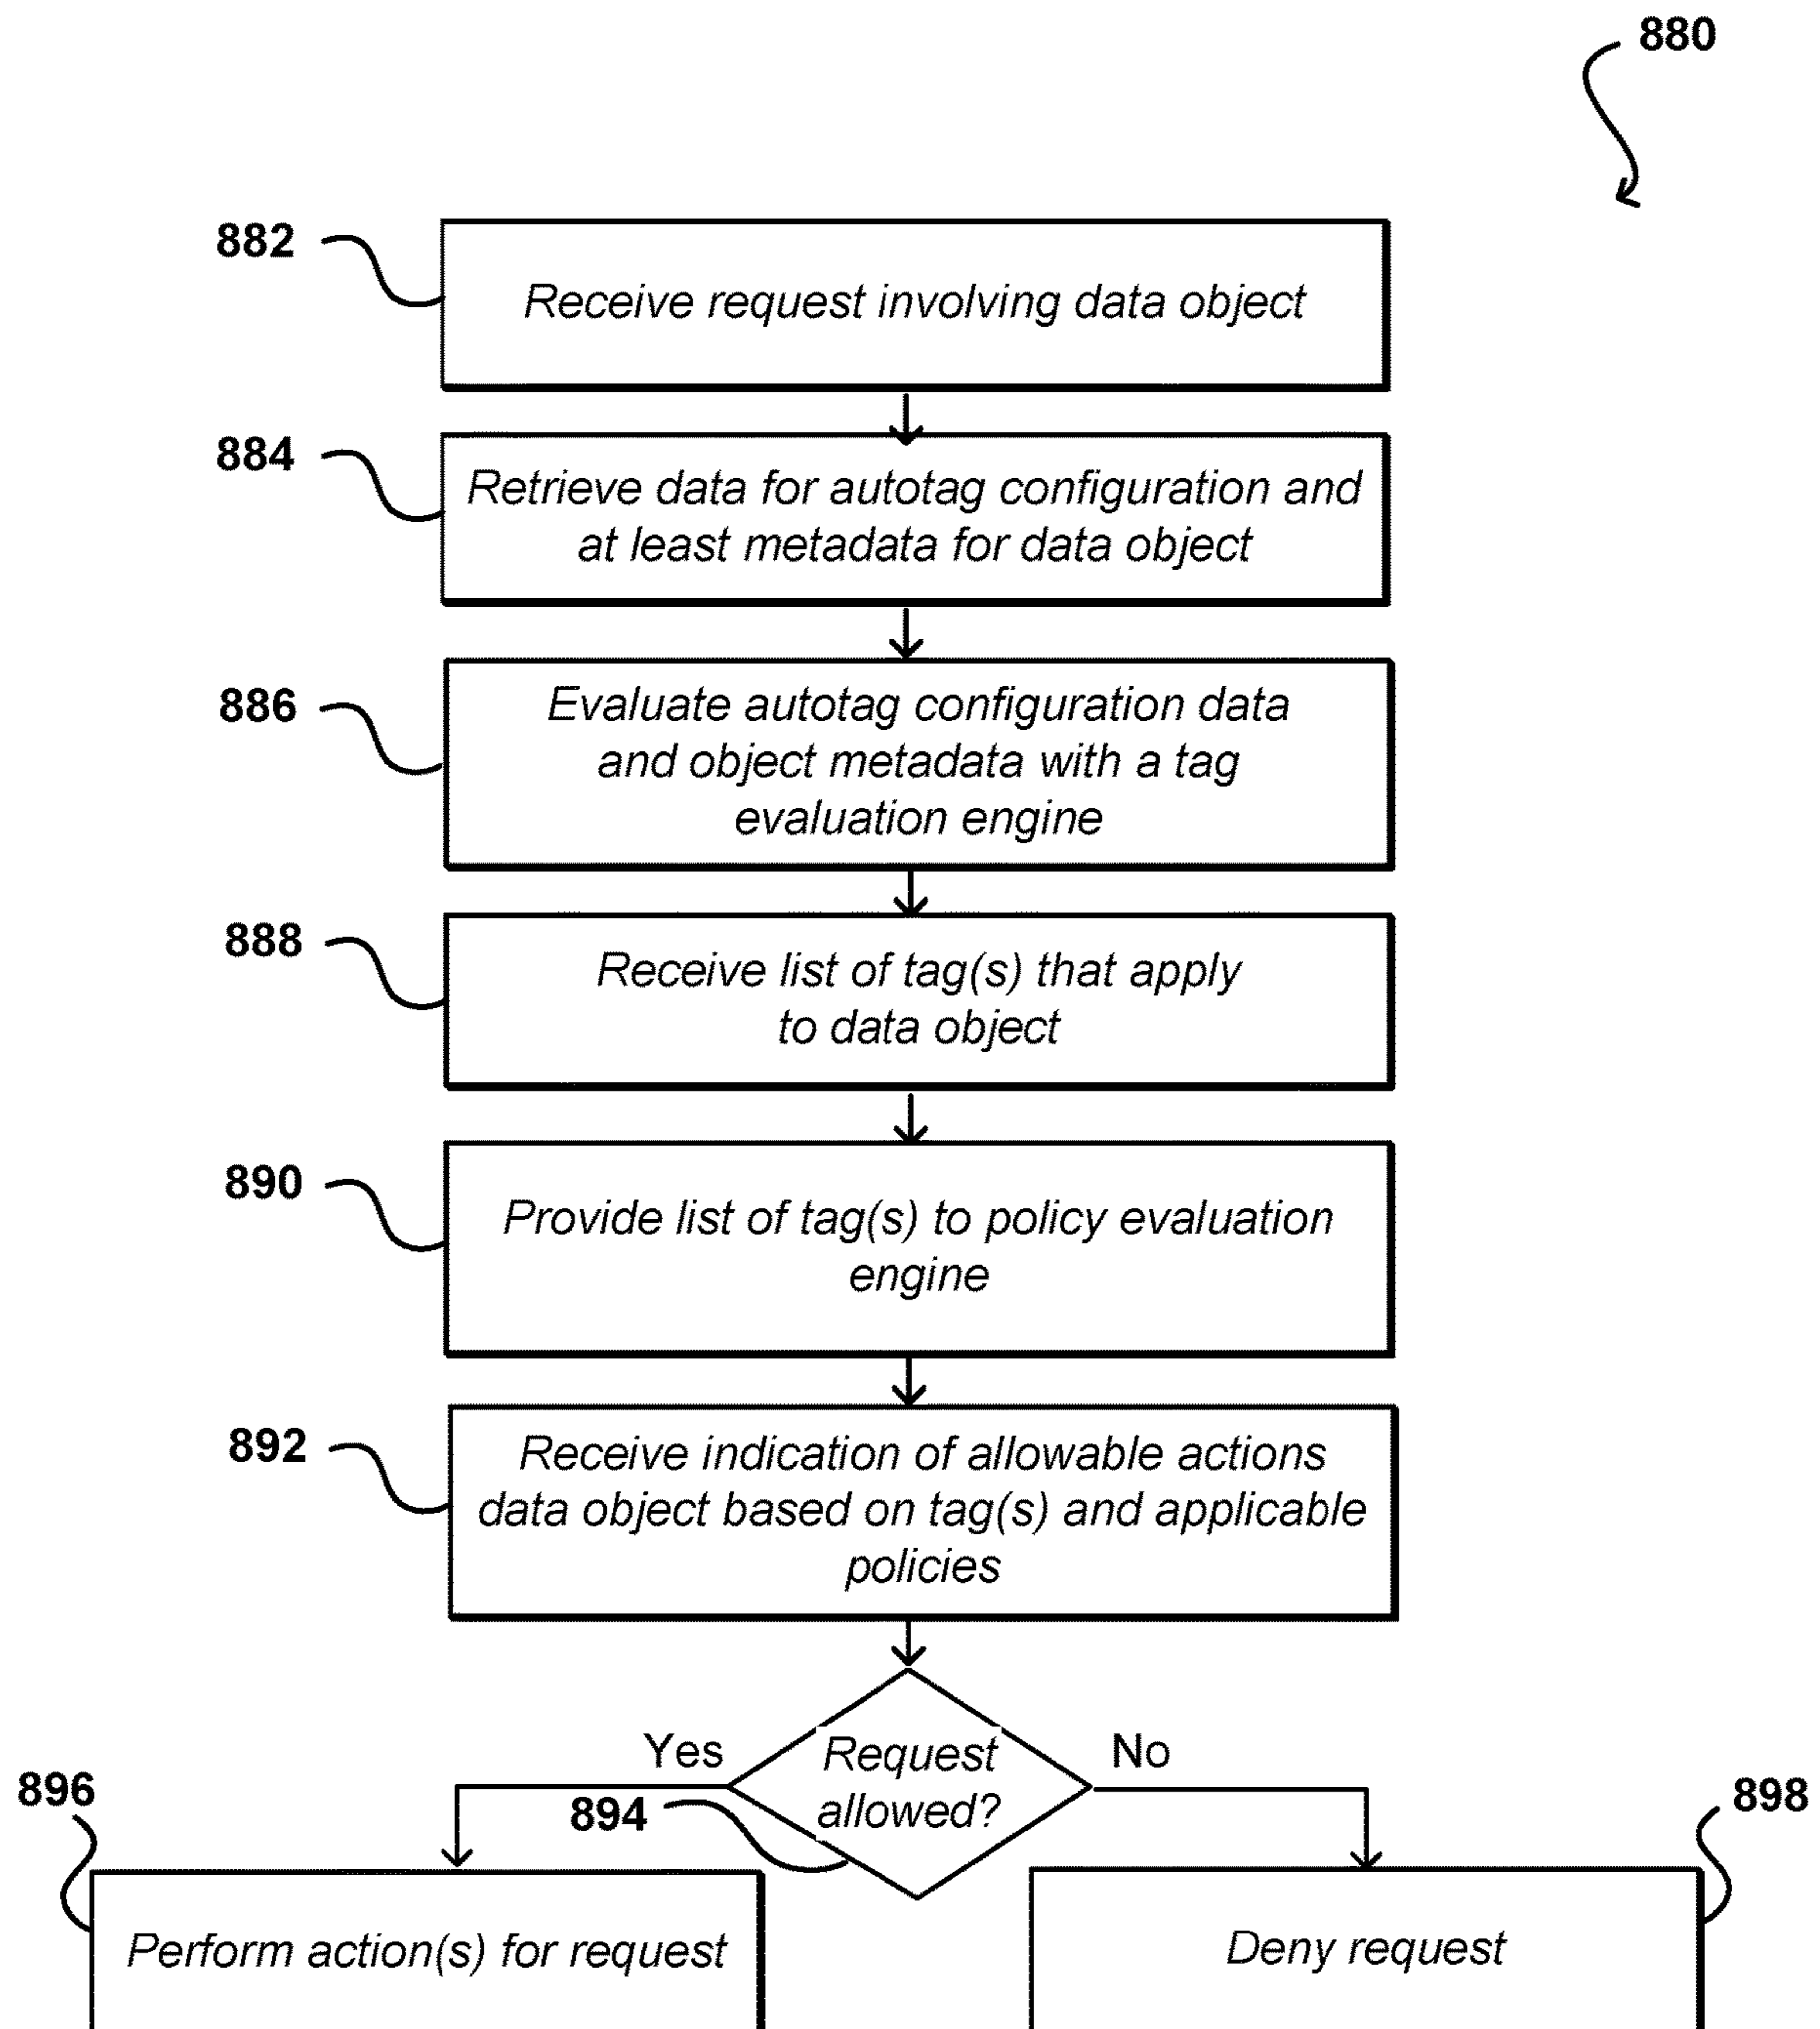 880
882
Receive request involving data object
884
Retrieve data for autotag configuration and
at least metadata for data object
886
Evaluate autotag configuration data
and object metadata with a tag
evaluation engine
888
Receive list of tag(s) that apply
to data object
890
Provide list of tag(s) to policy evaluation
engine
892
Receive indication of allowable actions
data object based on tag(s) and applicable
policies
Yes
Request
allowed?
No
894
896
Perform action(s) for request
898
Deny request